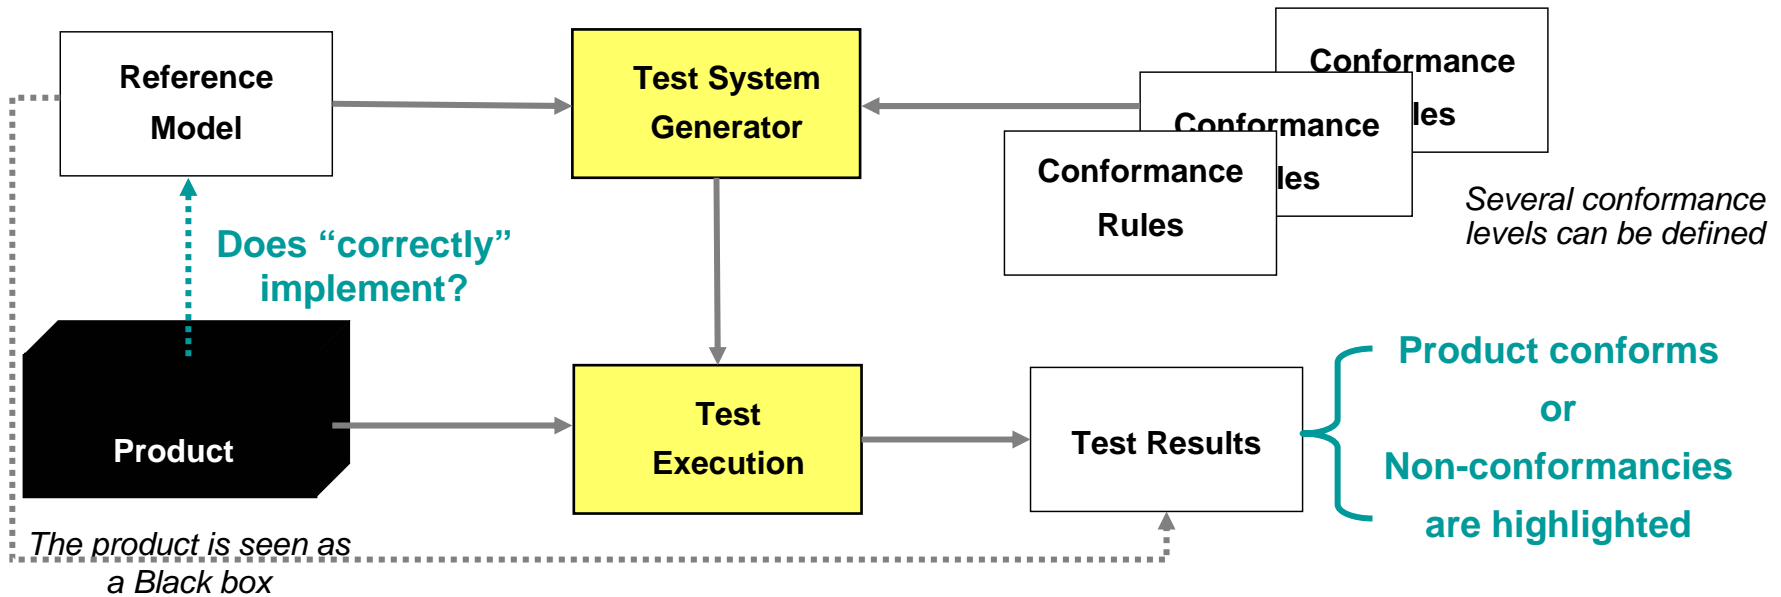 Reference
Model
Test System
Generator
Conformance
les
Conformance
les
Conformance
Rules
Several conformance
levels can be defined
Does “correctly”
implement?
Product
Test
Execution
Test Results
Product conforms
or
Non-conformancies
are highlighted
The product is seen as
a Black box